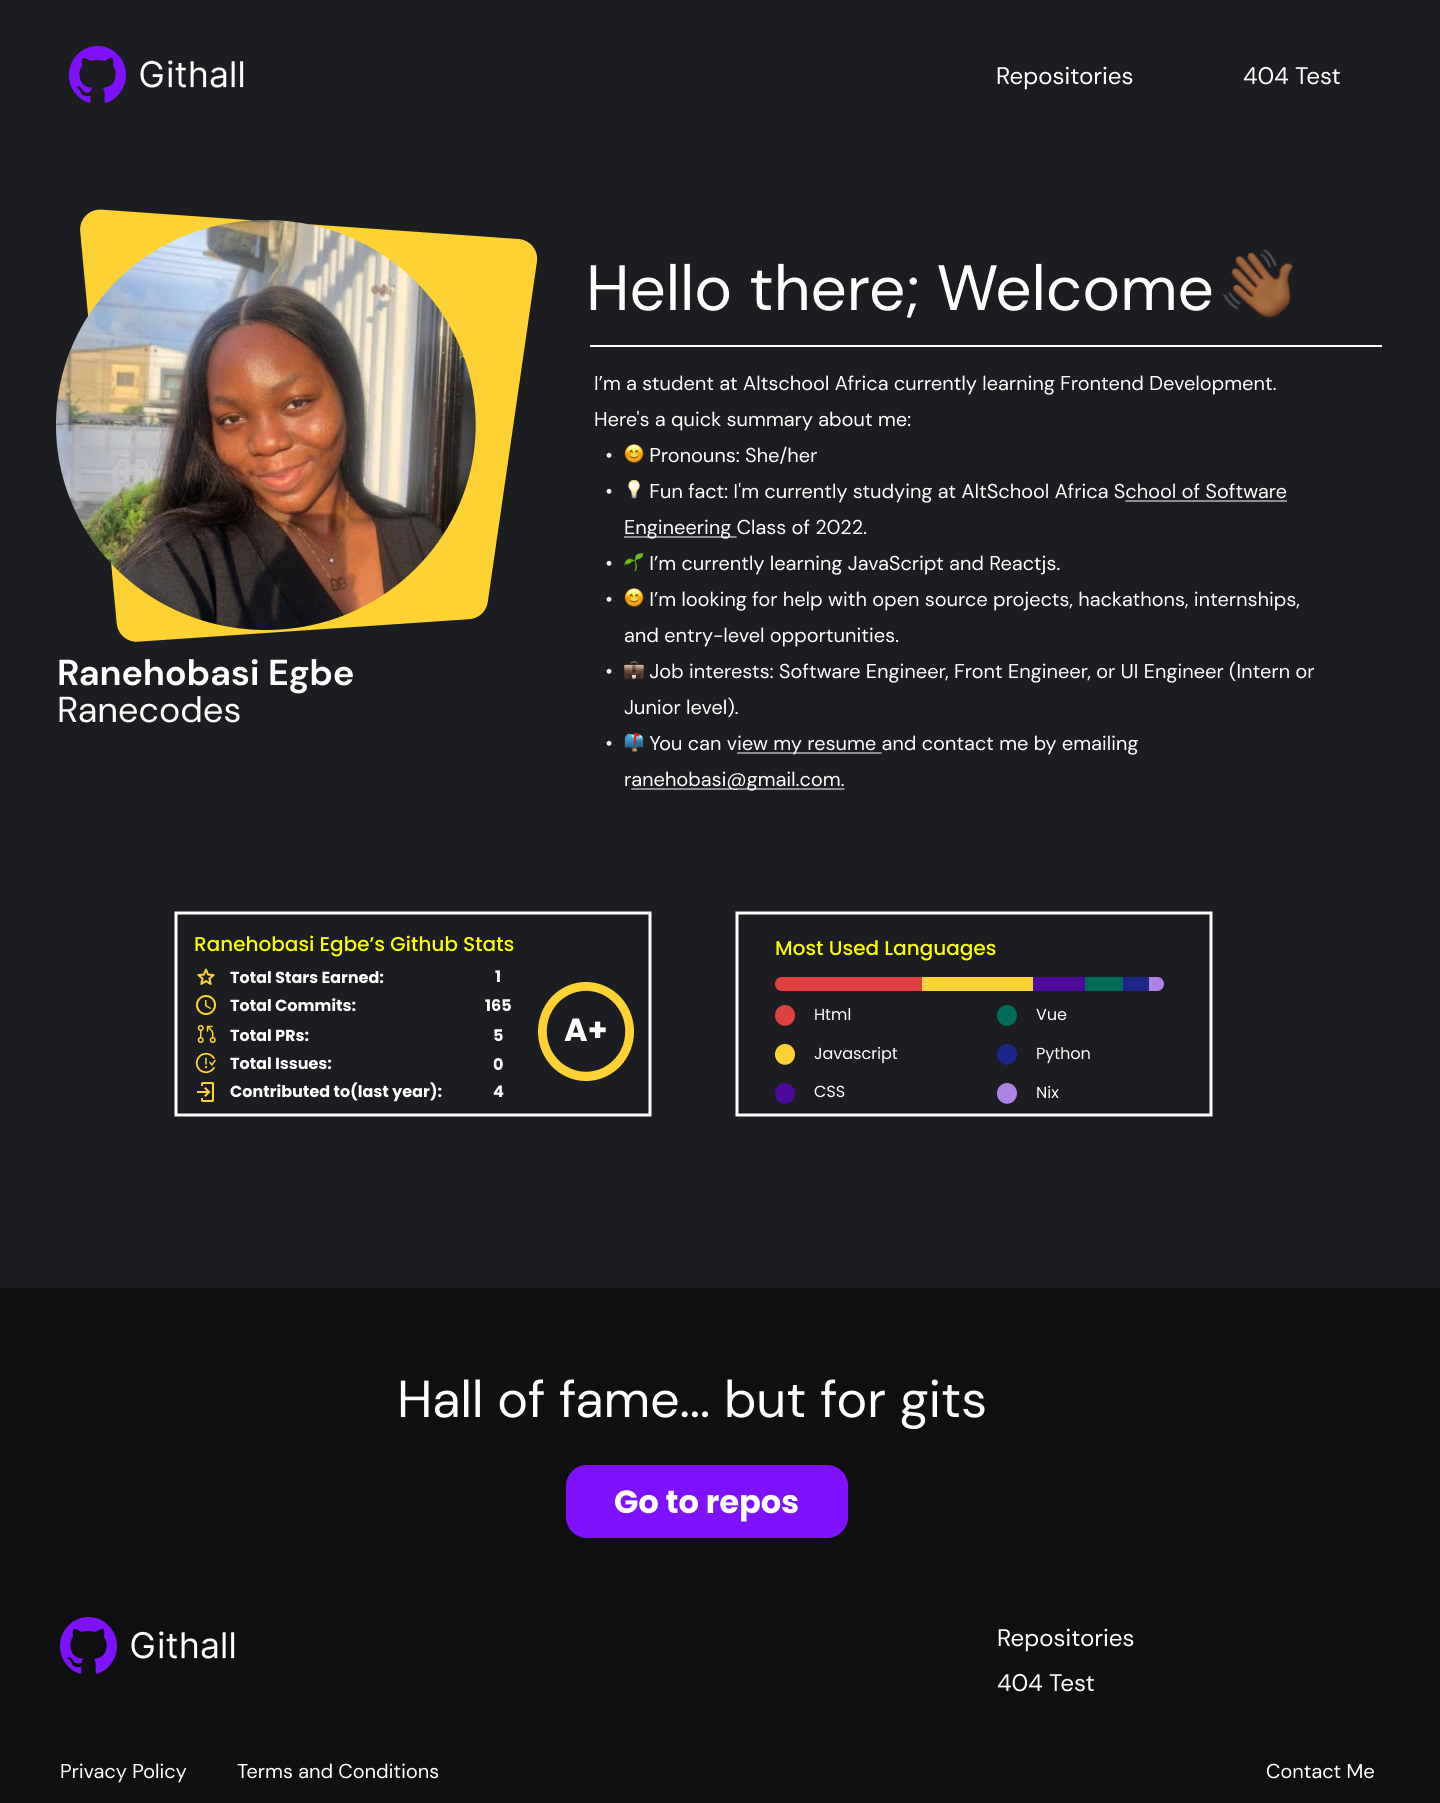 Githall
Repositories
404 Test
Hello there; Welcome 👋🏾
I’m a student at Altschool Africa currently learning Frontend Development.
Here's a quick summary about me:
• 😊 Pronouns: She/her
• 💡 Fun fact: I'm currently studying at AltSchool Africa School of Software
Engineering Class of 2022.
• 🌱 I’m currently learning JavaScript and Reactjs.
• 😊 I’m looking for help with open source projects, hackathons, internships,
and entry-level opportunities.
• 💼 Job interests: Software Engineer, Front Engineer, or UI Engineer (Intern or
Junior level).
• 📫 You can view my resume and contact me by emailing
ranehobasi@gmail.com.
Ranehobasi Egbe
Ranecodes
Ranehobasi Egbe’s Github Stats
Total Stars Earned: 1
Total Commits: 165
Total PRs: 5
Total Issues: 0
Contributed to(last year): 4
A+
Most Used Languages
Html
Vue
Javascript
Python
CSS
Nix
Hall of fame... but for gits
Go to repos
Githall
Repositories
404 Test
Privacy Policy
Terms and Conditions
Contact Me